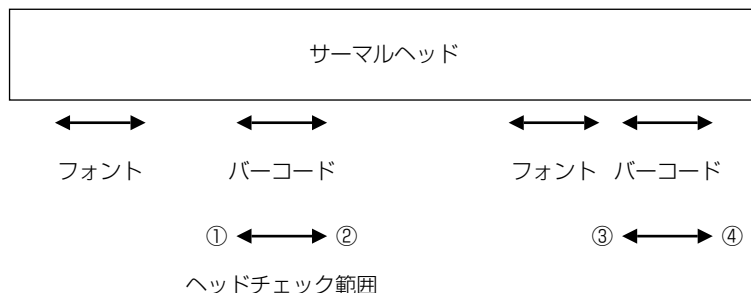 サーマルヘッド
フォント バーコード フォント バーコード
① ② ③ ④
ヘッドチェック範囲